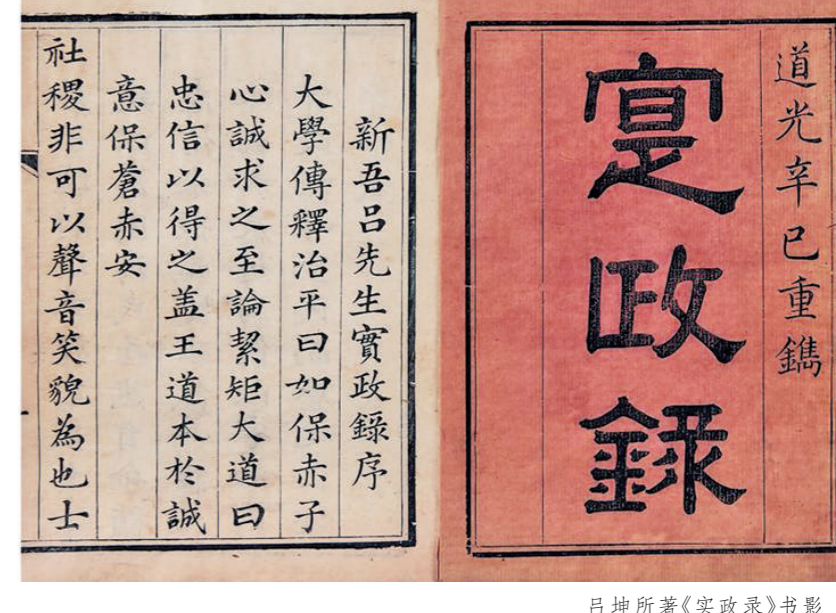 道光辛巳重鐫
寔政録
新吾呂先生實政錄序
大學傳釋治平曰如保赤子
心誠求之至論絜矩大道曰
忠信以得之盖王道本於誠
意保蒼赤安
社稷非可以聲音笑貌為也士
吕坤所著《实政录》书影